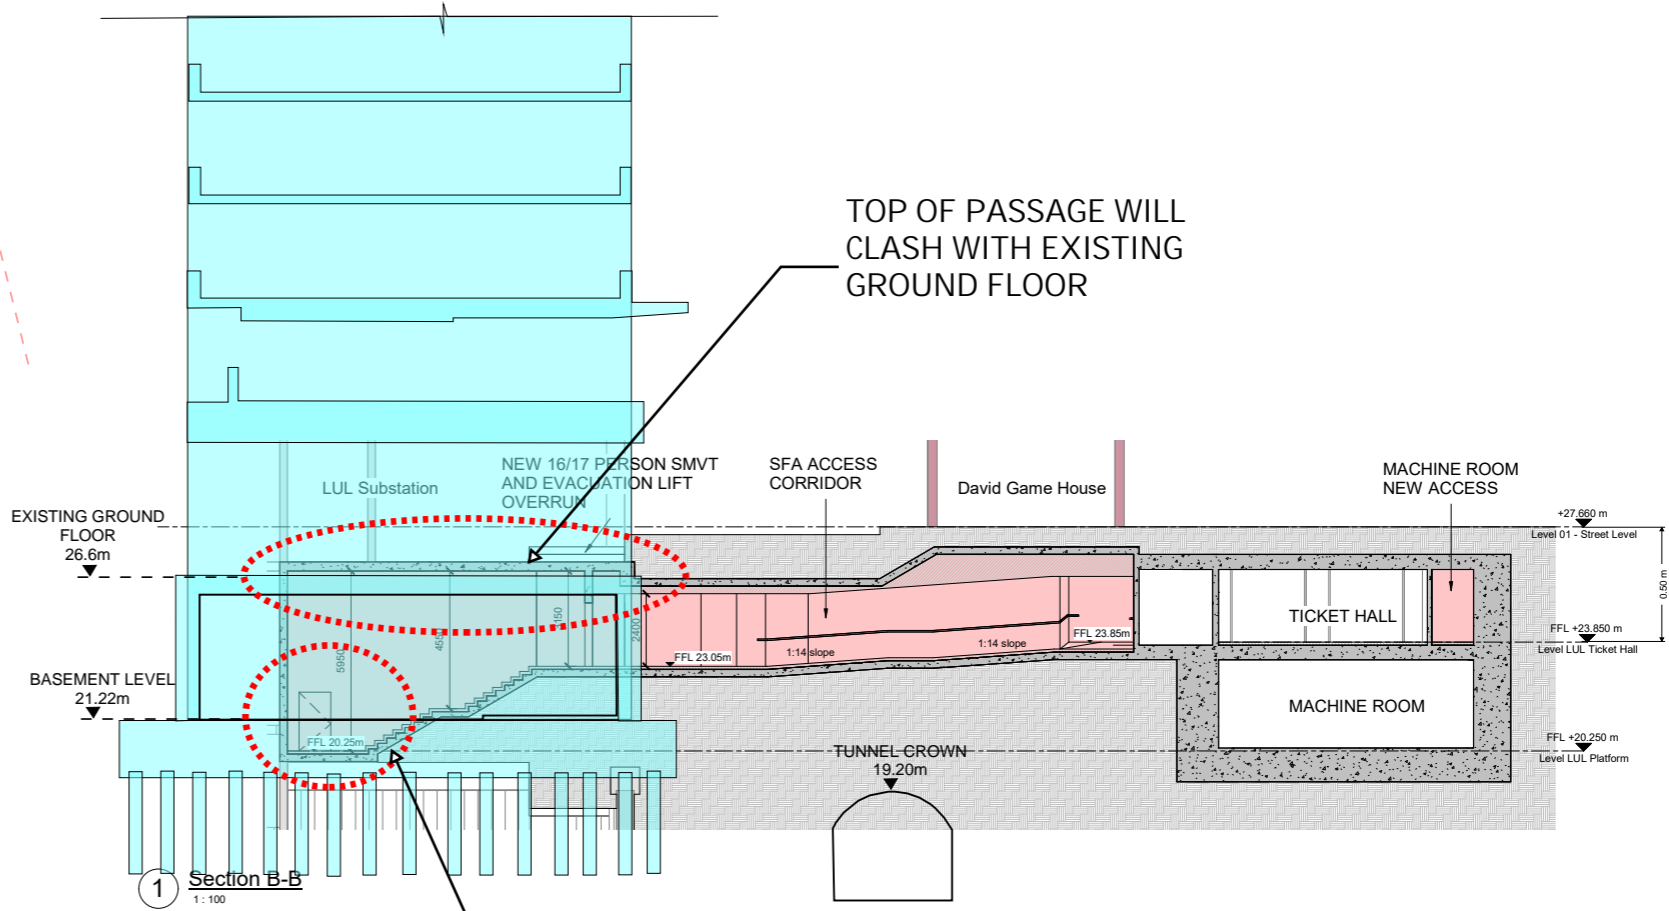 TOP OF PASSAGE WILL
CLASH WITH EXISTING
GROUND FLOOR
NEW 16/17 PERSON SMVT
AND EVACUATION LIFT
OVERRUN
LUL Substation
SFA ACCESS
CORRIDOR
David Game House
MACHINE ROOM
NEW ACCESS
EXISTING GROUND
FLOOR
26.6m
+27.660 m
Level 01 - Street Level
0.50 m
5950
4550
2400
FFL 23.05m
1:14 slope
1:14 slope
FFL 23.85m
TICKET HALL
FFL +23.850 m
Level LUL Ticket Hall
BASEMENT LEVEL
21.22m
FFL 20.25m
MACHINE ROOM
TUNNEL CROWN
19.20m
FFL +20.250 m
Level LUL Platform
1
Section B-B
1 : 100